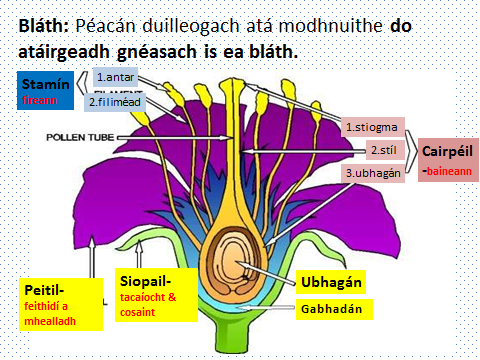 Bláth: Péacán duilleogach atá modhnuithe do
atáirgeadh gnéasach is ea bláth.
Stamín
fireann
1.antar
2.filiméad
POLLEN TUBE
1.stiogma
2.stíl
3.ubhagán
Cairpéil
-baineann
Peitil-
feithidí a
mhealladh
Siopail-
tacaíocht &
cosaint
Ubhagán
Gabhadán